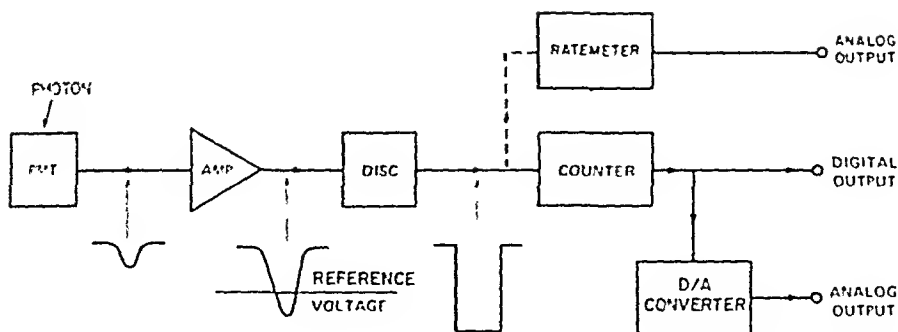 PHOTON
PMT
AMP
DISC
RATEMETER
ANALOG
OUTPUT
COUNTER
DIGITAL
OUTPUT
REFERENCE
VOLTAGE
D/A
CONVERTER
ANALOG
OUTPUT